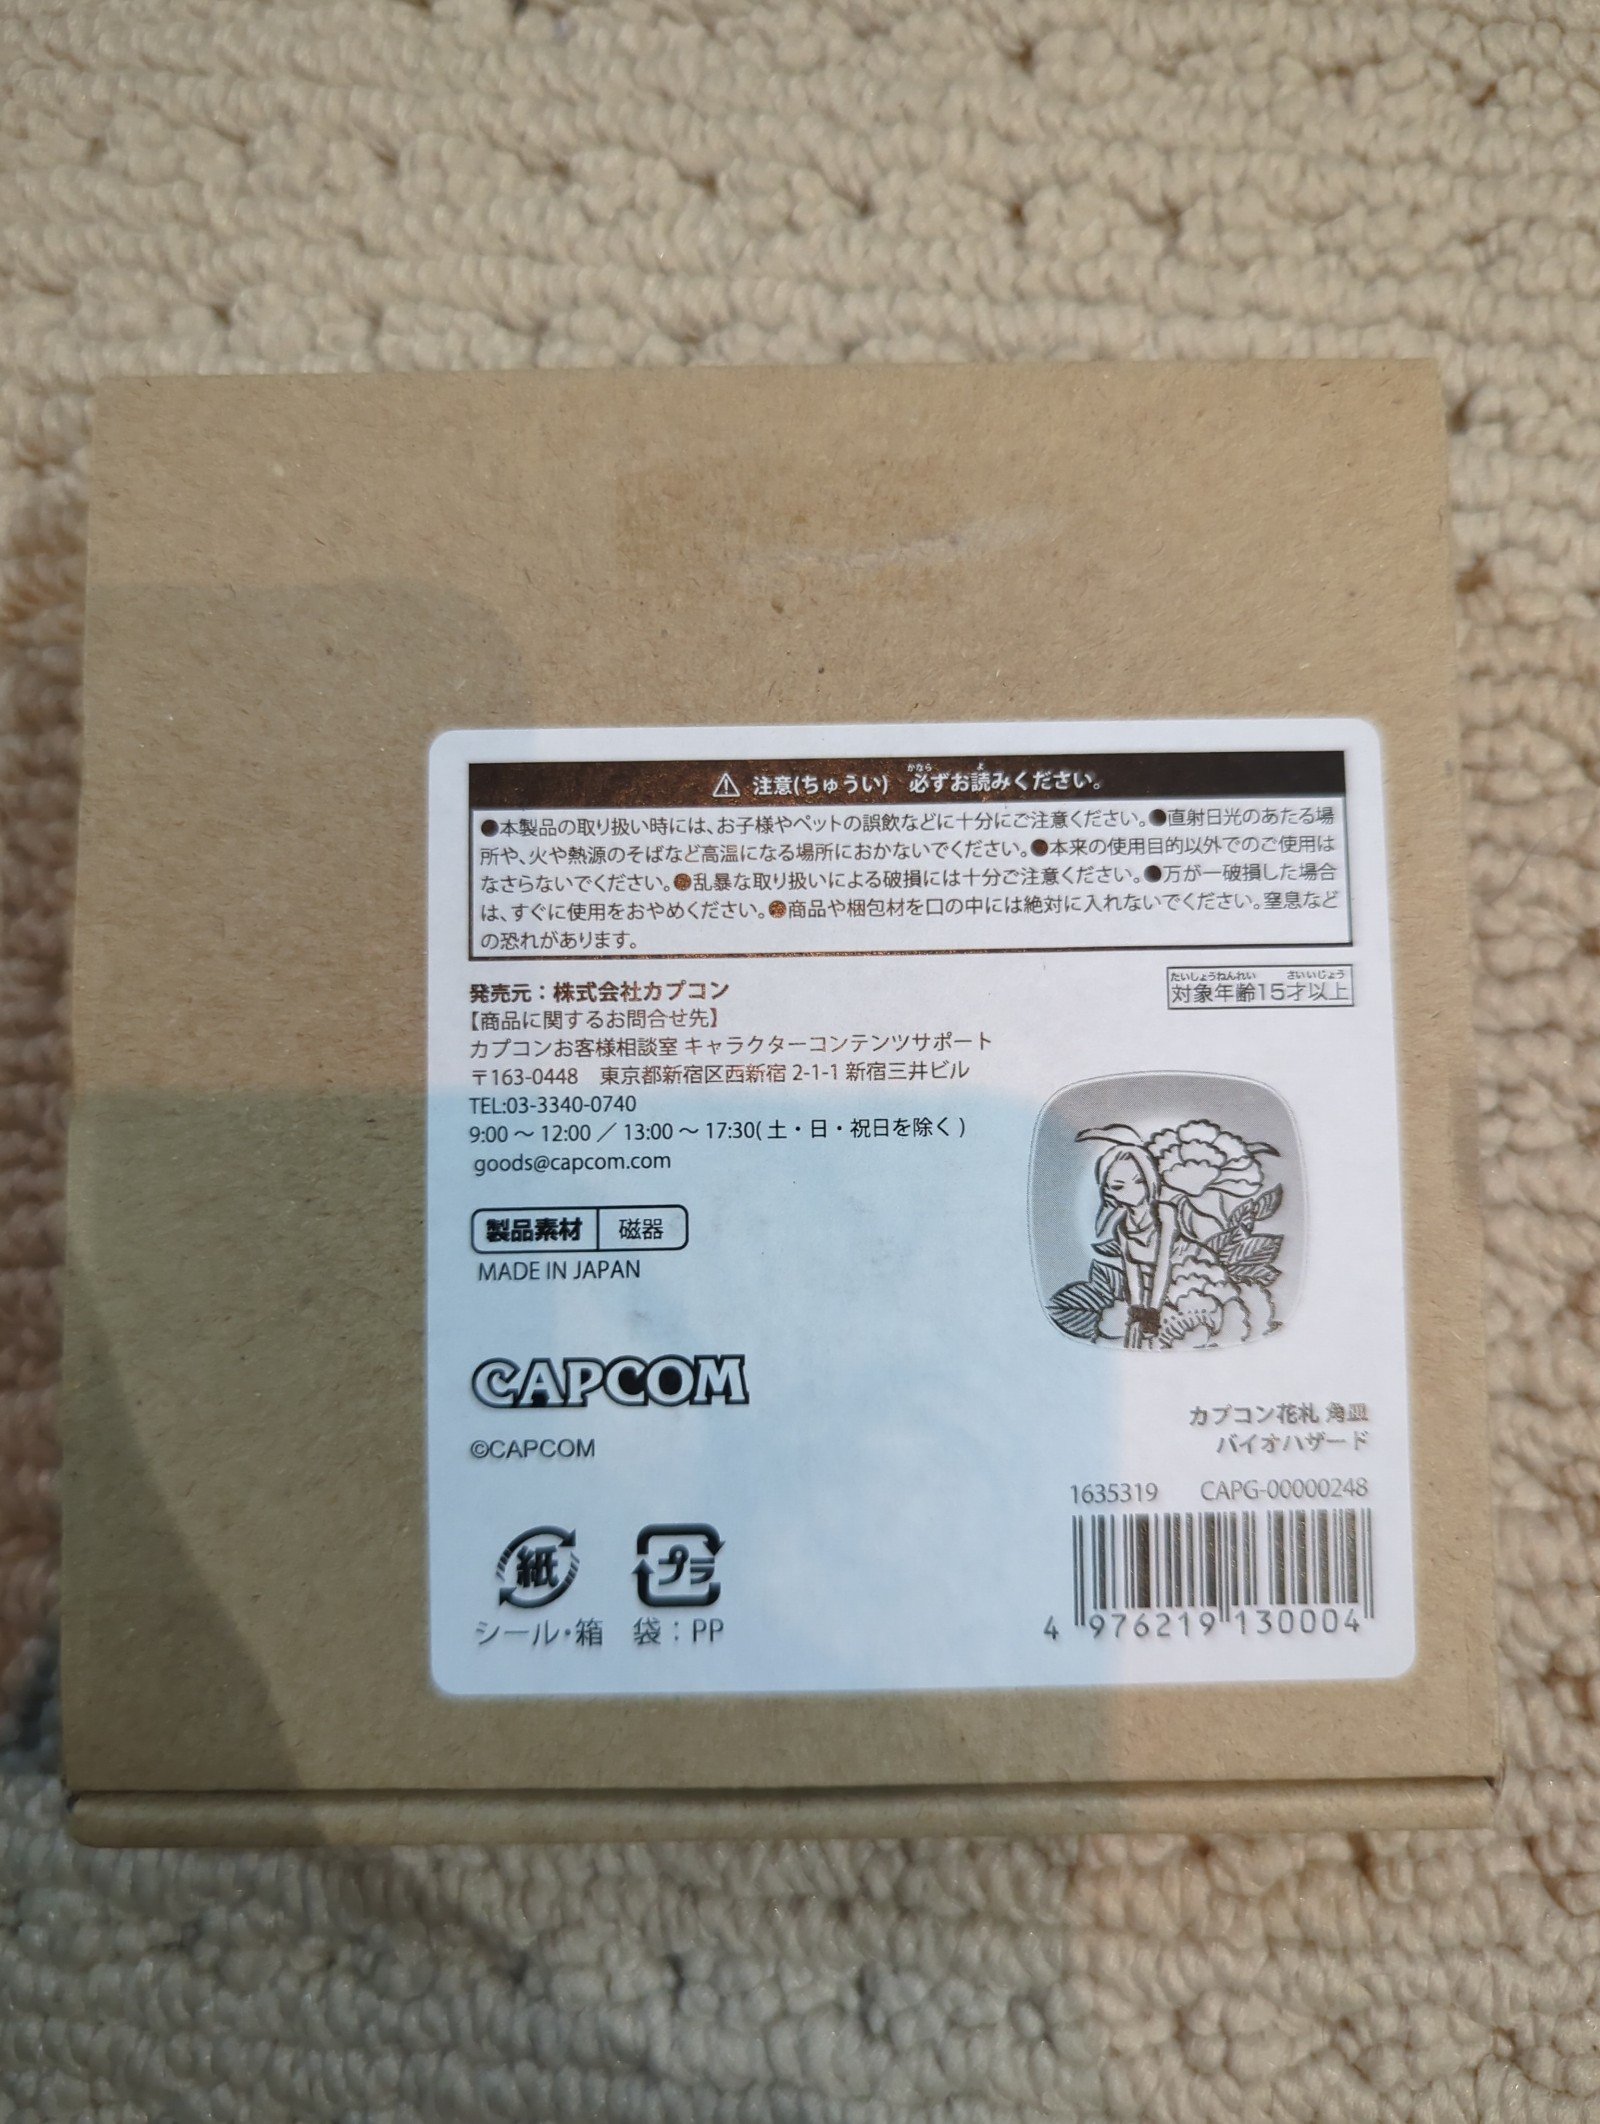 ⚠ 注意(ちゅうい) 必ずお読みください。
●本製品の取り扱い時には、お子様やペットの誤飲などに十分にご注意ください。●直射日光のあたる場
所や、火や熱源のそばなど高温になる場所におかないでください。●本来の使用目的以外でのご使用は
なさらないでください。●乱暴な取り扱いによる破損には十分ご注意ください。●万が一破損した場合
は、すぐに使用をおやめください。●商品や梱包材を口の中には絶対に入れないでください。窒息など
の恐れがあります。
たいしょうねんれい さいいじょう
対象年齢15才以上
発売元：株式会社カプコン
【商品に関するお問合せ先】
カプコンお客様相談室 キャラクターコンテンツサポート
〒163-0448 東京都新宿区西新宿 2-1-1 新宿三井ビル
TEL:03-3340-0740
9:00 ～ 12:00 ／ 13:00 ～ 17:30( 土・日・祝日を除く )
goods@capcom.com
製品素材 磁器
MADE IN JAPAN
CAPCOM
©CAPCOM
カプコン花札 角皿
バイオハザード
1635319 CAPG-00000248
4 976219 130004
紙 プラ
シール・箱 袋：PP